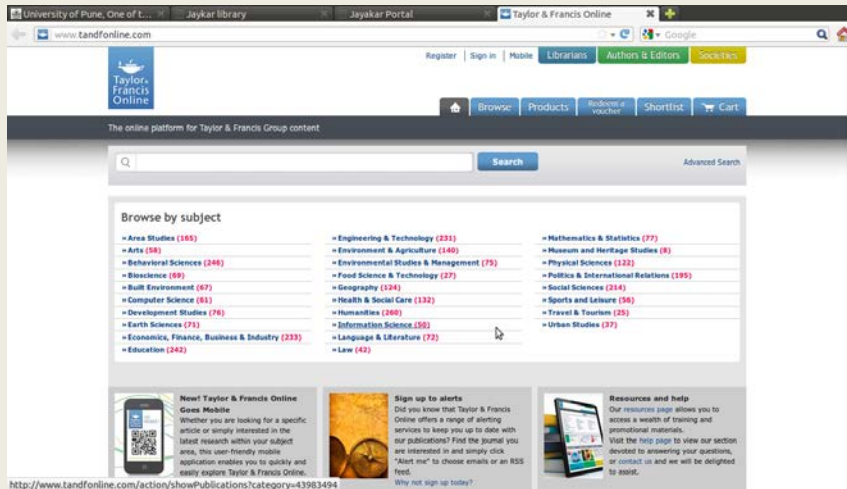 University of Pune, One of t...
Jaykar library
Jayakar Portal
Taylor & Francis Online
www.tandfonline.com
Google
Register | Sign in | Mobile Librarians Authors & Editors Societies
Taylor & Francis Online
Browse Products Redeem a voucher Shortlist Cart
The online platform for Taylor & Francis Group content
Search Advanced Search
Browse by subject
» Area Studies (165)
» Arts (58)
» Behavioral Sciences (246)
» Bioscience (69)
» Built Environment (67)
» Computer Science (61)
» Development Studies (76)
» Earth Sciences (71)
» Economics, Finance, Business & Industry (233)
» Education (242)
» Engineering & Technology (231)
» Environment & Agriculture (140)
» Environmental Studies & Management (75)
» Food Science & Technology (27)
» Geography (124)
» Health & Social Care (132)
» Humanities (260)
» Information Science (50)
» Language & Literature (72)
» Law (42)
» Mathematics & Statistics (77)
» Museum and Heritage Studies (8)
» Physical Sciences (122)
» Politics & International Relations (195)
» Social Sciences (214)
» Sports and Leisure (56)
» Travel & Tourism (25)
» Urban Studies (37)
New! Taylor & Francis Online
Goes Mobile
Whether you are looking for a specific
article or simply interested in the
latest research within your subject
area, this user-friendly mobile
application enables you to quickly and
easily explore Taylor & Francis Online.
Sign up to alerts
Did you know that Taylor & Francis
Online offers a range of alerting
services to keep you up to date with
our publications? Find the journal you
are interested in and simply click
"Alert me" to choose emails or an RSS
feed.
Why not sign up today?
Resources and help
Our resources page allows you to
access a wealth of training and
promotional materials.
Visit the help page to view our section
devoted to answering your questions,
or contact us and we will be delighted
to assist.
http://www.tandfonline.com/action/showPublications?category=43983494